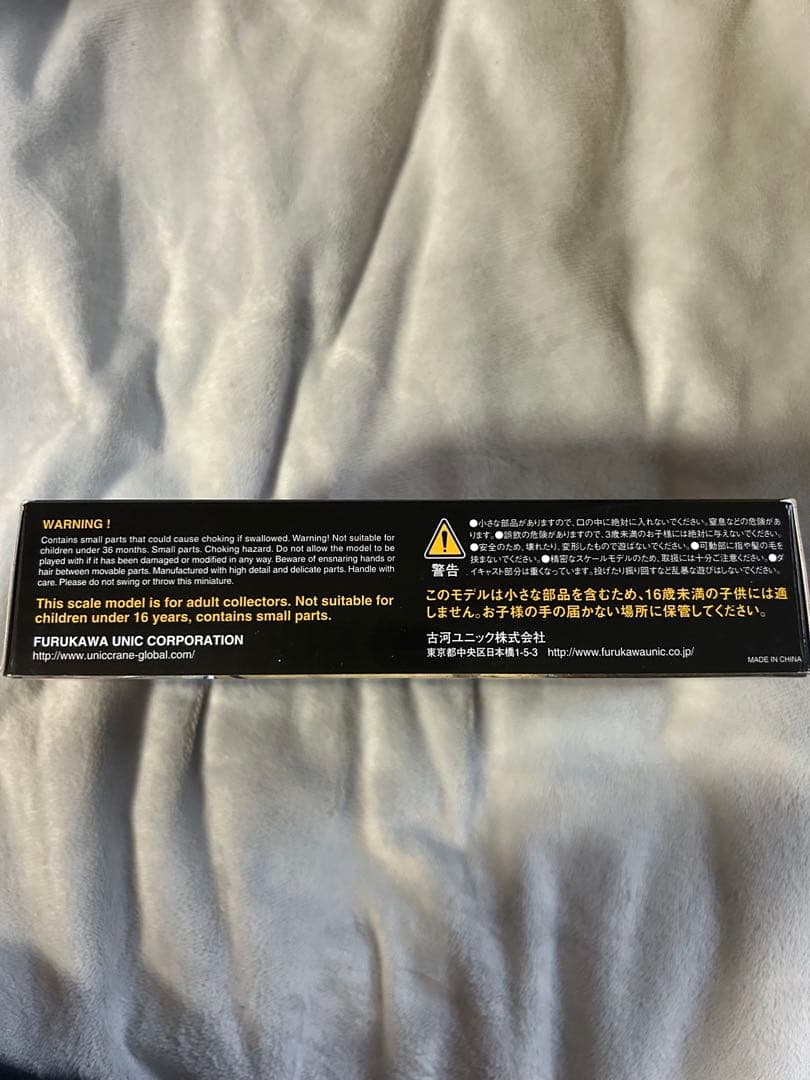 WARNING !
Contains small parts that could cause choking if swallowed. Warning! Not suitable for
children under 36 months. Small parts. Choking hazard. Do not allow the model to be
played with if it has been damaged or modified in any way. Beware of ensnaring hands or
hair between movable parts. Manufactured with high detail and delicate parts. Handle with
care. Please do not swing or throw this miniature.
This scale model is for adult collectors. Not suitable for
children under 16 years, contains small parts.
FURUKAWA UNIC CORPORATION
http://www.uniccrane-global.com/
警告
●小さな部品がありますので、口の中に絶対に入れないでください。窒息などの危険があ
ります。●誤飲の危険がありますので、3歳未満のお子様には絶対に与えないでください。
●安全のため、壊れたり、変形したもので遊ばないでください。●可動部に指や髪の毛を
挟まないでください。●精密なスケールモデルのため、取扱には十分ご注意ください。●ダ
イキャスト部分は重くなっています。投げたり振り回すなど乱暴な遊びはしないでください。
このモデルは小さな部品を含むため、16歳未満の子供には適
しません。お子様の手の届かない場所に保管してください。
古河ユニック株式会社
東京都中央区日本橋1-5-3 http://www.furukawaunic.co.jp/
MADE IN CHINA